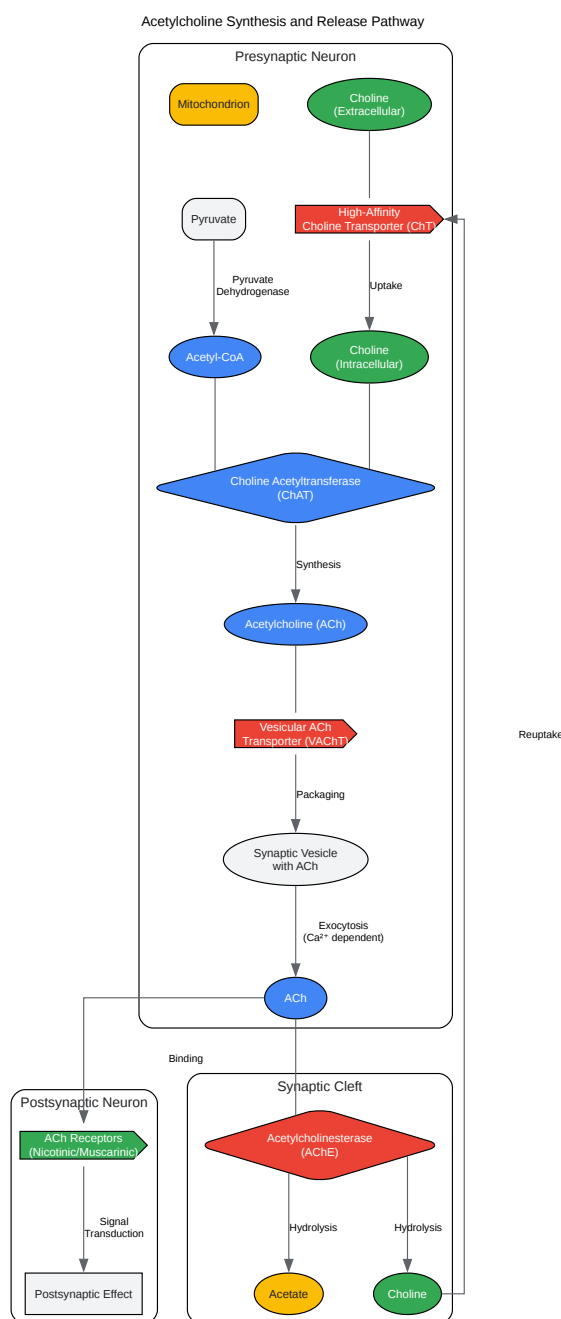 Acetylcholine Synthesis and Release Pathway
Presynaptic Neuron
Mitochondrion
Choline
(Extracellular)
Pyruvate
High-Affinity
Choline Transporter (ChT)
Pyruvate
Dehydrogenase
Uptake
Acetyl-CoA
Choline
(Intracellular)
Choline Acetyltransferase
(ChAT)
Synthesis
Acetylcholine (ACh)
Vesicular ACh
Transporter (VAChT)
Reuptake
Packaging
Synaptic Vesicle
with ACh
Exocytosis
(Ca²⁺ dependent)
ACh
Binding
Postsynaptic Neuron
Synaptic Cleft
ACh Receptors
(Nicotinic/Muscarinic)
Acetylcholinesterase
(AChE)
Signal
Transduction
Hydrolysis
Hydrolysis
Postsynaptic Effect
Acetate
Choline